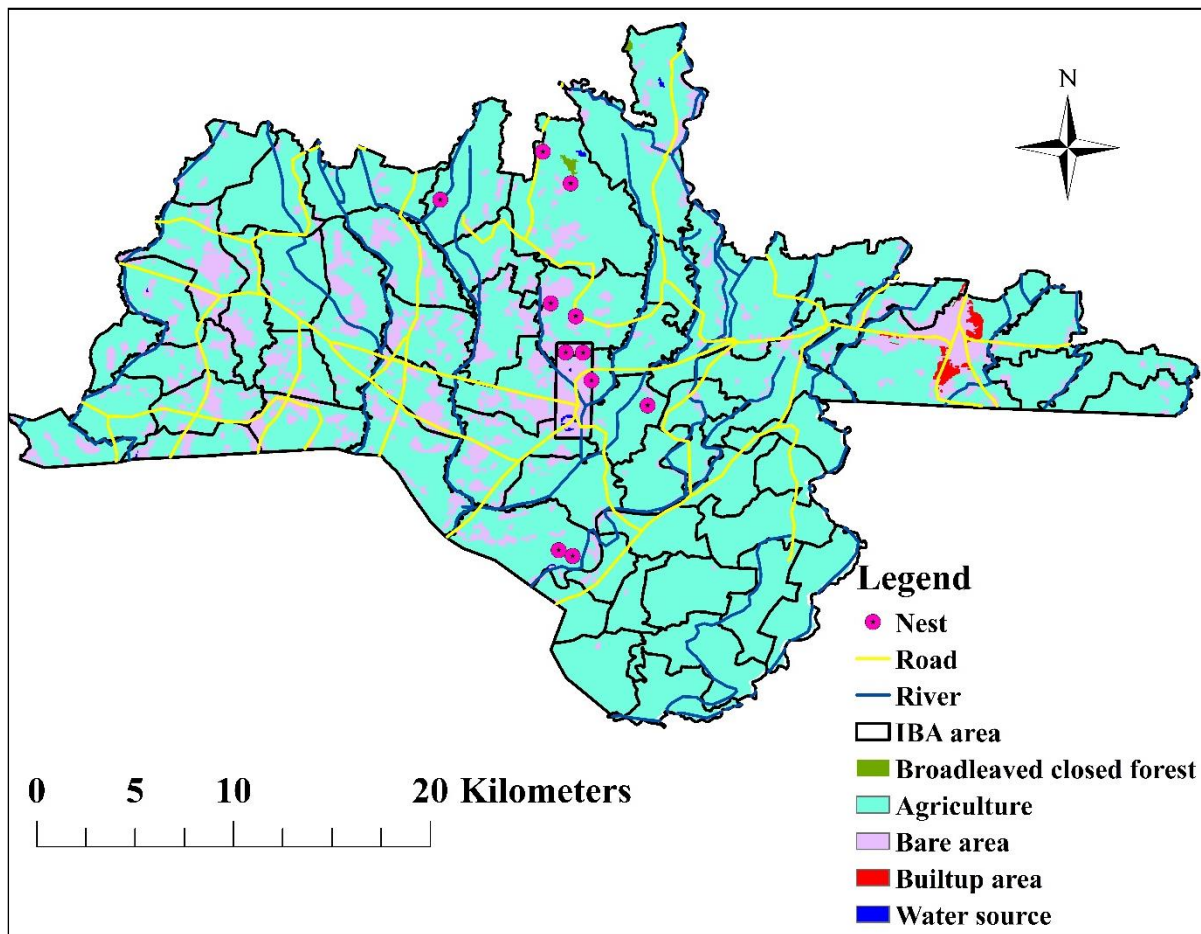 N
Legend
Nest
Road
River
IBA area
Broadleaved closed forest
Agriculture
Bare area
Builtup area
Water source
0 5 10 20 Kilometers